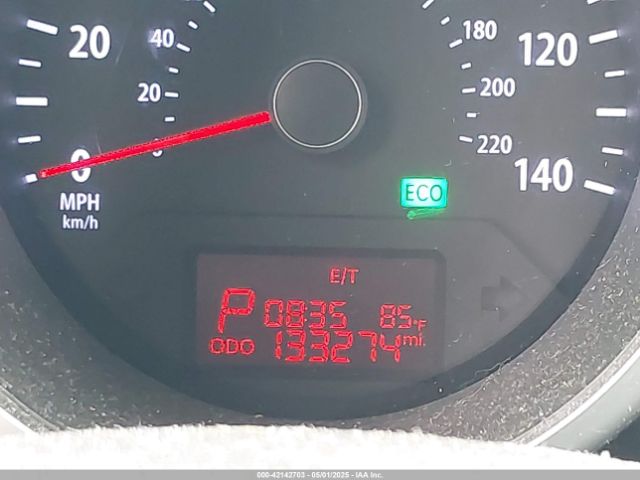 20 40 180 120
20 200
0 0 220 140
MPH
km/h
ECO
E/T
P 0835 85°F
ODO 133274 mi.
000-42142703 - 05/01/2025 - IAA Inc.